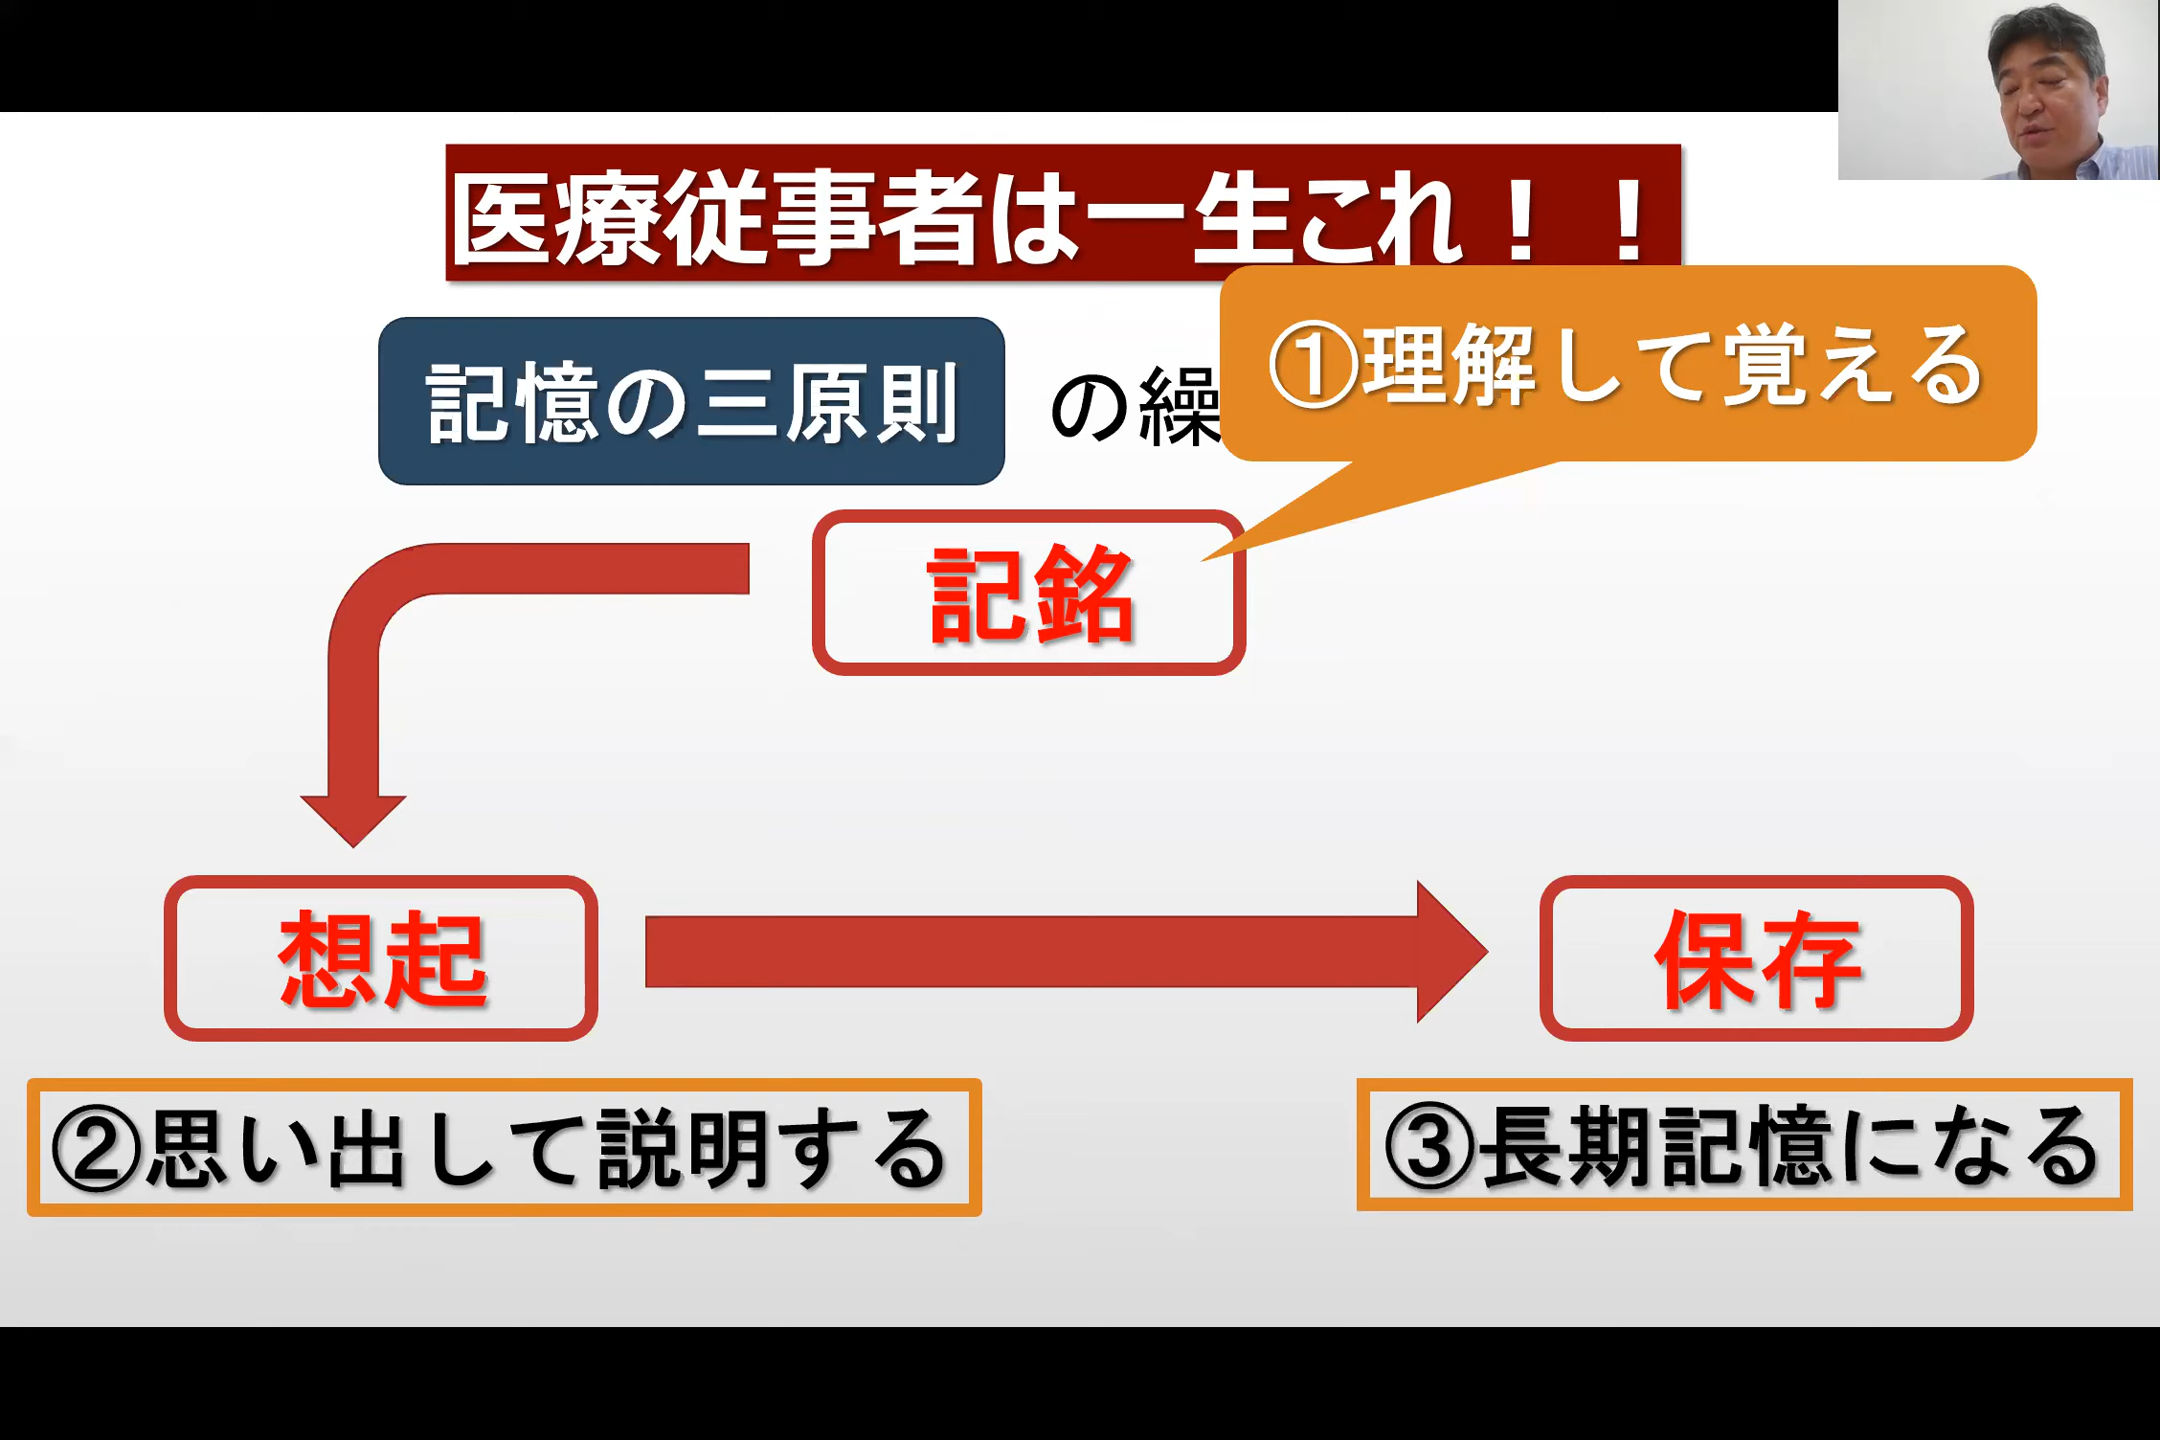 医療従事者は一生これ！！
記憶の三原則
の繰
①理解して覚える
記銘
想起
保存
②思い出して説明する
③長期記憶になる